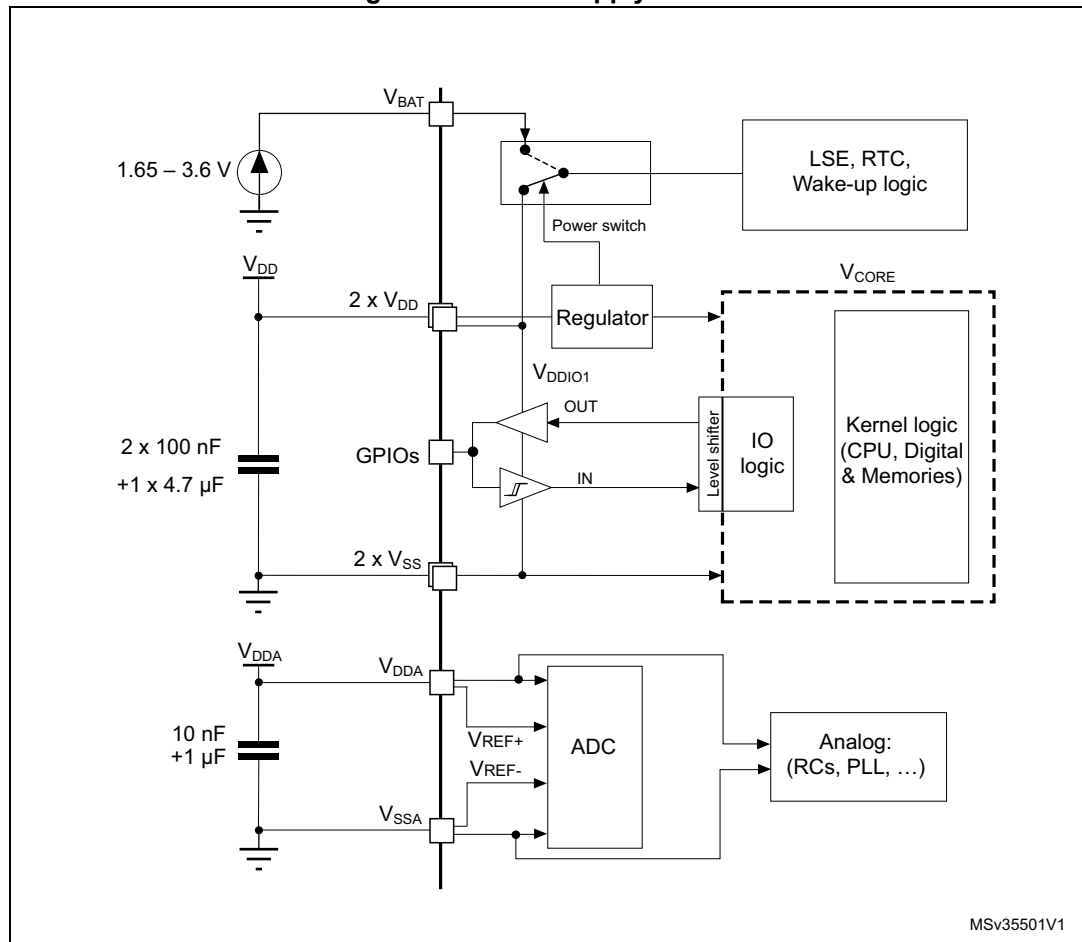 V_BAT
1.65 – 3.6 V
LSE, RTC,
Wake-up logic
Power switch
V_DD
2 x V_DD
Regulator
V_CORE
V_DDIO1
OUT
2 x 100 nF
+1 x 4.7 µF
GPIOs
IN
Level shifter
IO
logic
Kernel logic
(CPU, Digital
& Memories)
2 x V_SS
V_DDA
V_DDA
10 nF
+1 µF
VREF+
VREF-
ADC
Analog:
(RCs, PLL, …)
V_SSA
MSv35501V1